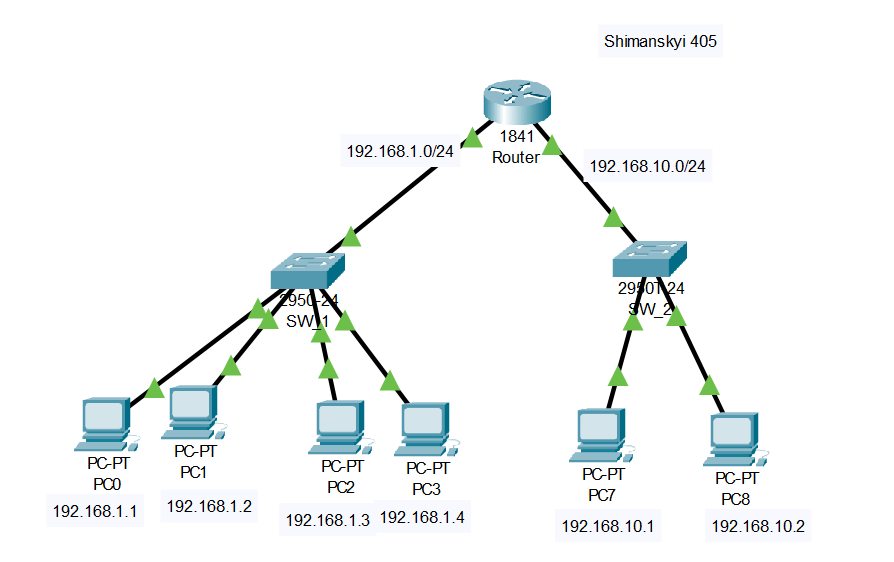 Shimanskyi 405
1841
Router
192.168.1.0/24
192.168.10.0/24
2950-24
SW_1
2950T-24
SW_2
PC-PT
PC0
192.168.1.1
PC-PT
PC1
192.168.1.2
PC-PT
PC2
192.168.1.3
PC-PT
PC3
192.168.1.4
PC-PT
PC7
192.168.10.1
PC-PT
PC8
192.168.10.2